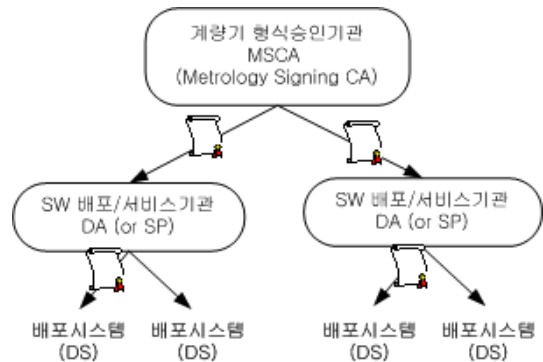 계량기 형식승인기관
MSCA
(Metrology Signing CA)
SW 배포/서비스기관
DA (or SP)
SW 배포/서비스기관
DA (or SP)
배포시스템
(DS)
배포시스템
(DS)
배포시스템
(DS)
배포시스템
(DS)